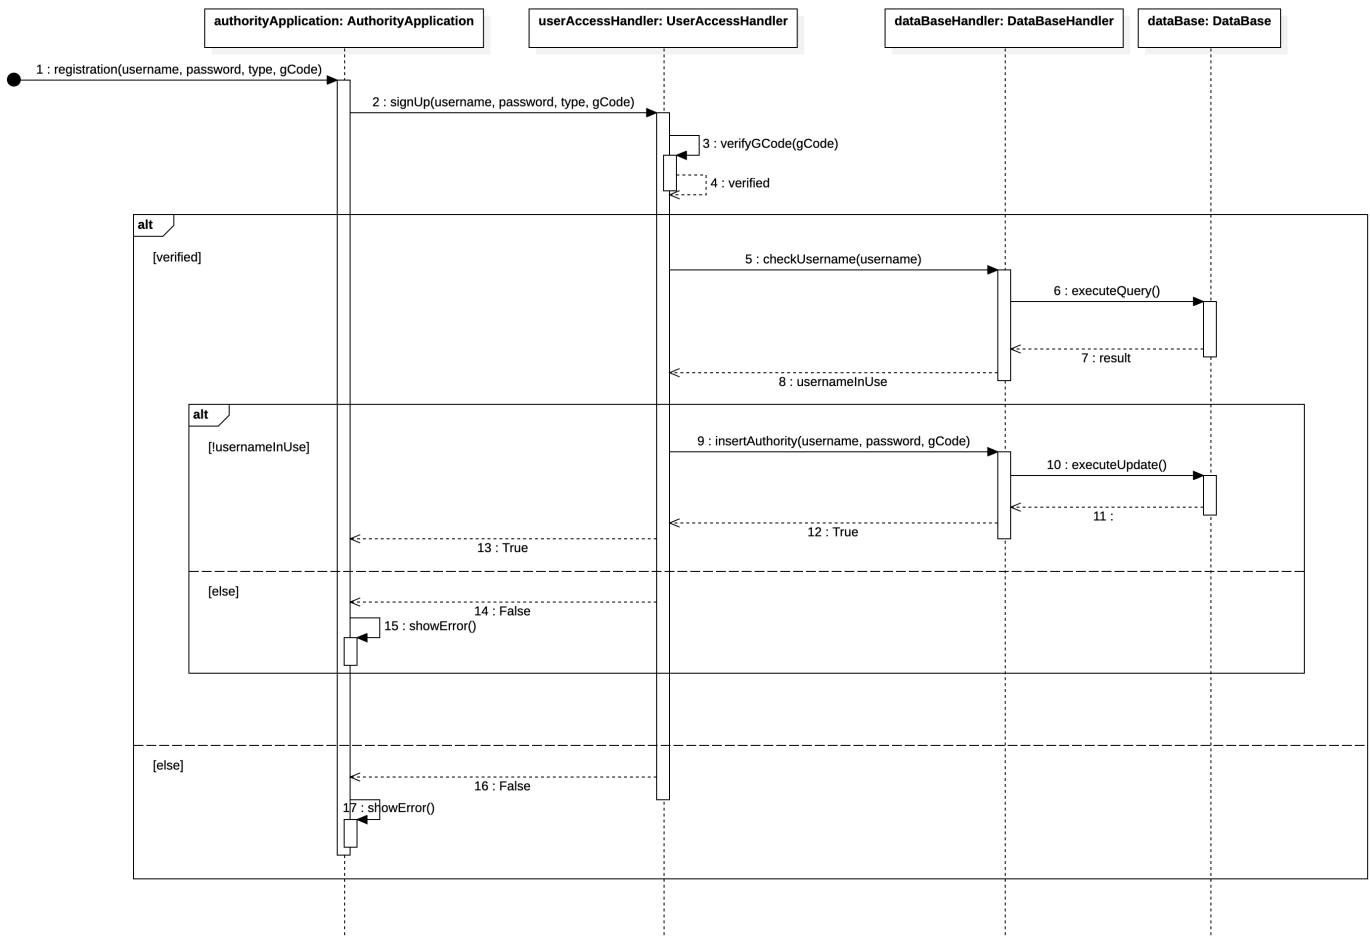 authorityApplication: AuthorityApplication
userAccessHandler: UserAccessHandler
dataBaseHandler: DataBaseHandler
dataBase: DataBase
1 : registration(username, password, type, gCode)
2 : signUp(username, password, type, gCode)
3 : verifyGCode(gCode)
4 : verified
alt
[verified]
5 : checkUsername(username)
6 : executeQuery()
7 : result
8 : usernameInUse
alt
[!usernameInUse]
9 : insertAuthority(username, password, gCode)
10 : executeUpdate()
11 :
12 : True
13 : True
[else]
14 : False
15 : showError()
[else]
16 : False
17 : showError()